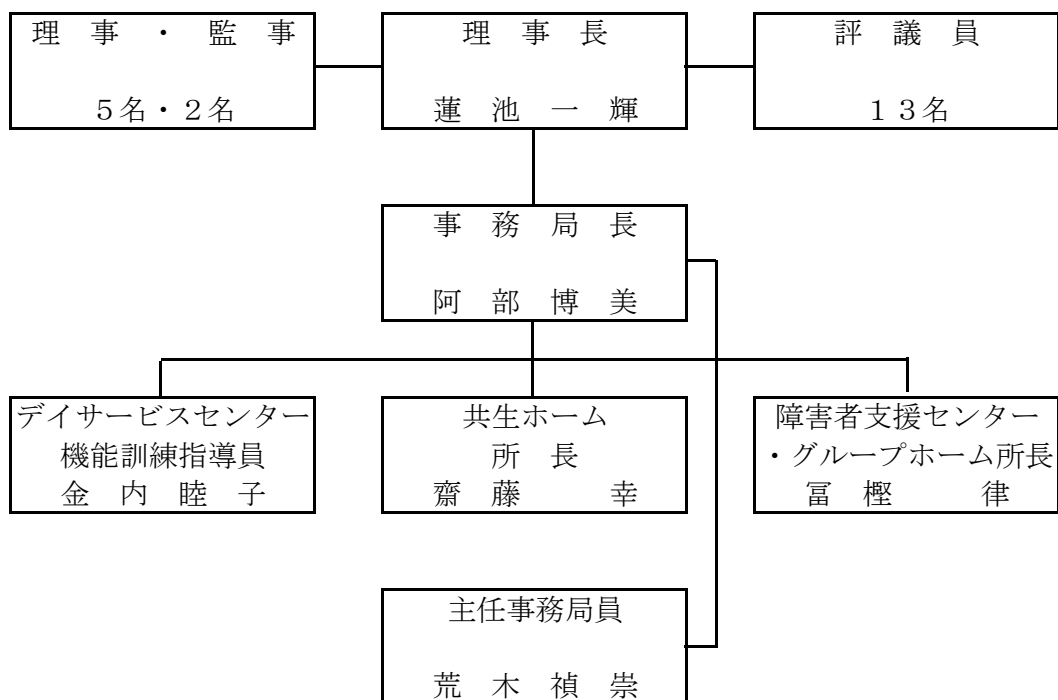 理　事　・　監　事
５名・２名
理　事　長
蓮　池　一　輝
評　議　員
１３名
事　務　局　長
阿　部　博　美
デイサービスセンター
機能訓練指導員
金　内　睦　子
共生ホーム
所　長
齋　藤　　　幸
障害者支援センター
・グループホーム所長
冨　樫　　　律
主任事務局員
荒　木　禎　崇